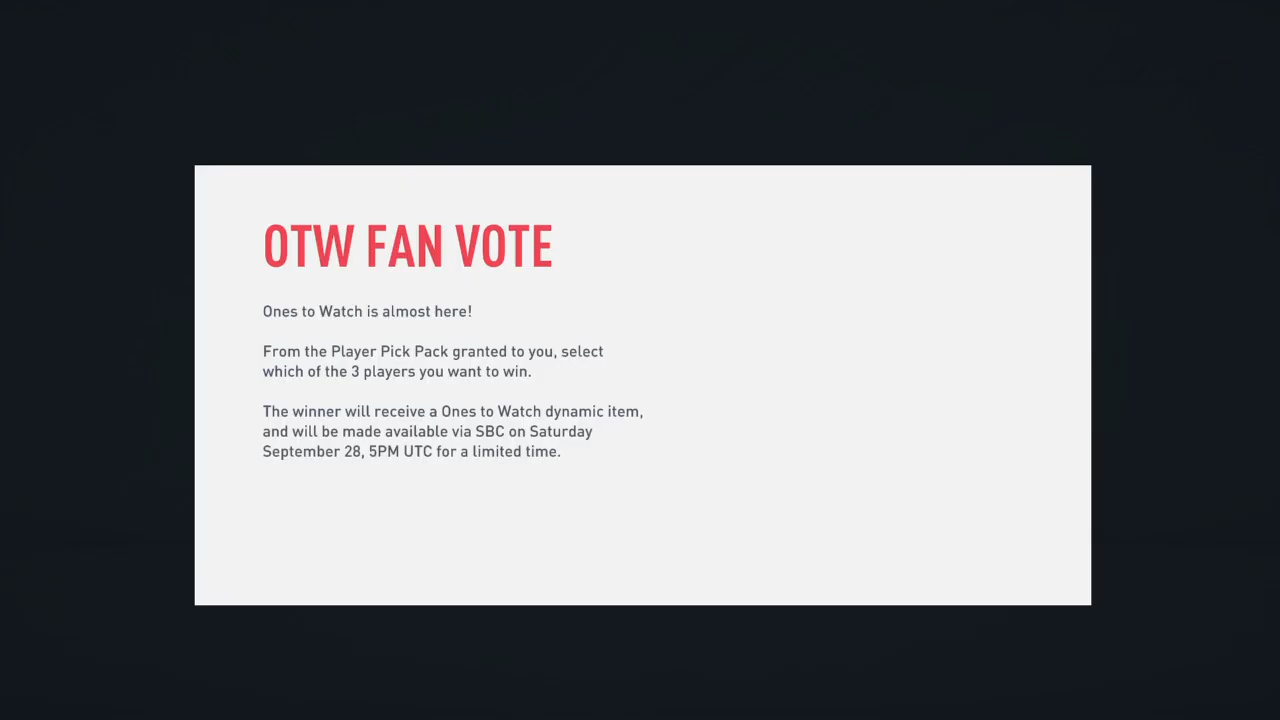 OTW FAN VOTE
Ones to Watch is almost here!
From the Player Pick Pack granted to you, select
which of the 3 players you want to win.
The winner will receive a Ones to Watch dynamic item,
and will be made available via SBC on Saturday
September 28, 5PM UTC for a limited time.